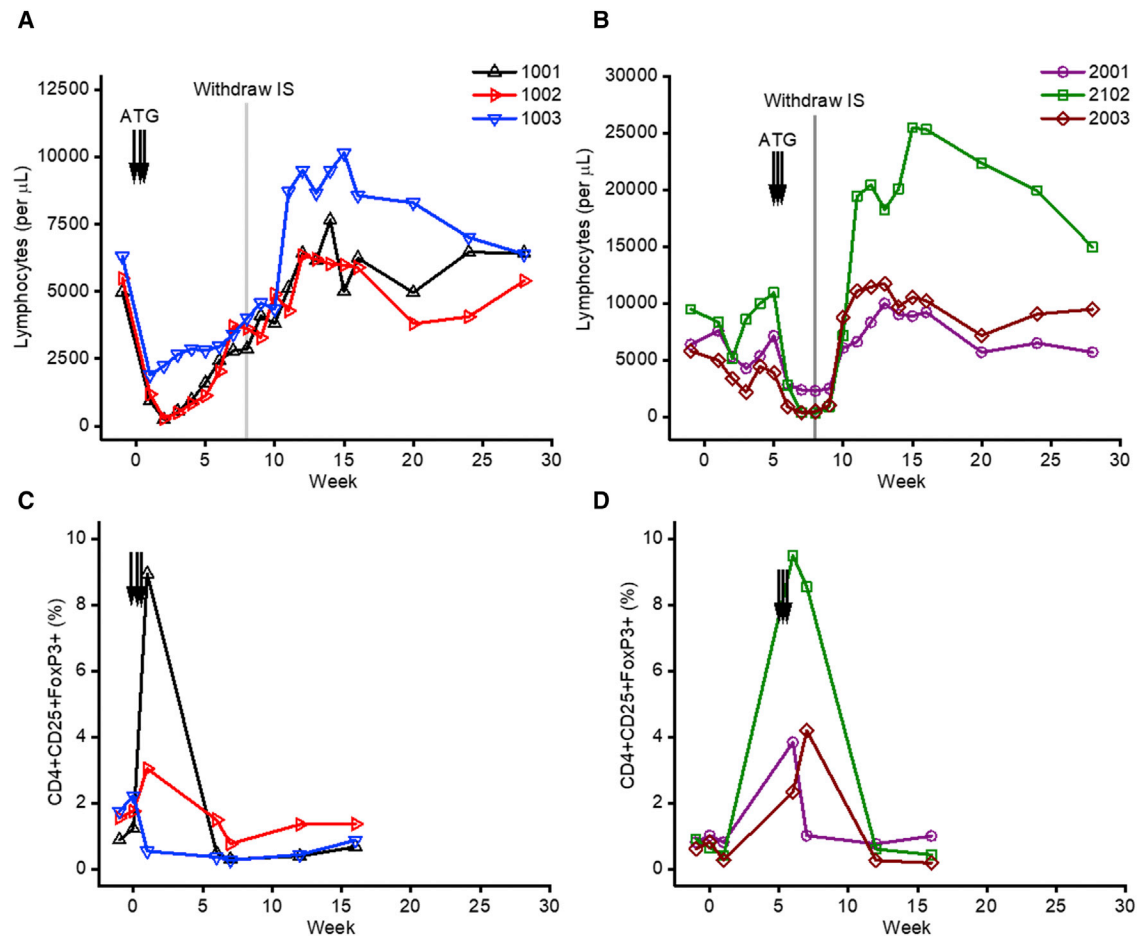 A
B
1001
1002
1003
2001
2102
2003
Withdraw IS
ATG
Withdraw IS
ATG
Lymphocytes (per μL)
12500
10000
7500
5000
2500
0
0 5 10 15 20 25 30
Week
Lymphocytes (per μL)
30000
25000
20000
15000
10000
5000
0
0 5 10 15 20 25 30
Week
C
D
CD4+CD25+FoxP3+ (%)
10
8
6
4
2
0
0 5 10 15 20 25 30
Week
CD4+CD25+FoxP3+ (%)
10
8
6
4
2
0
0 5 10 15 20 25 30
Week